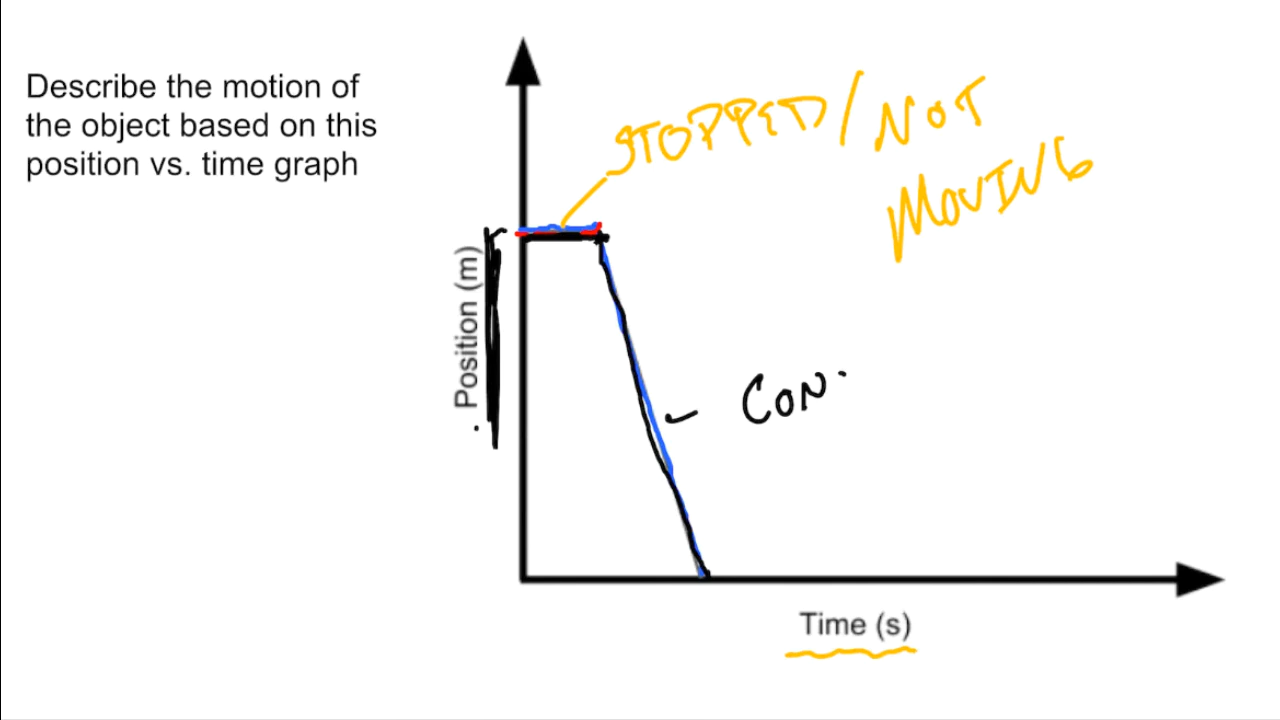 Describe the motion of
the object based on this
position vs. time graph
STOPPED/NOT
MOVING
Position (m)
CON.
Time (s)